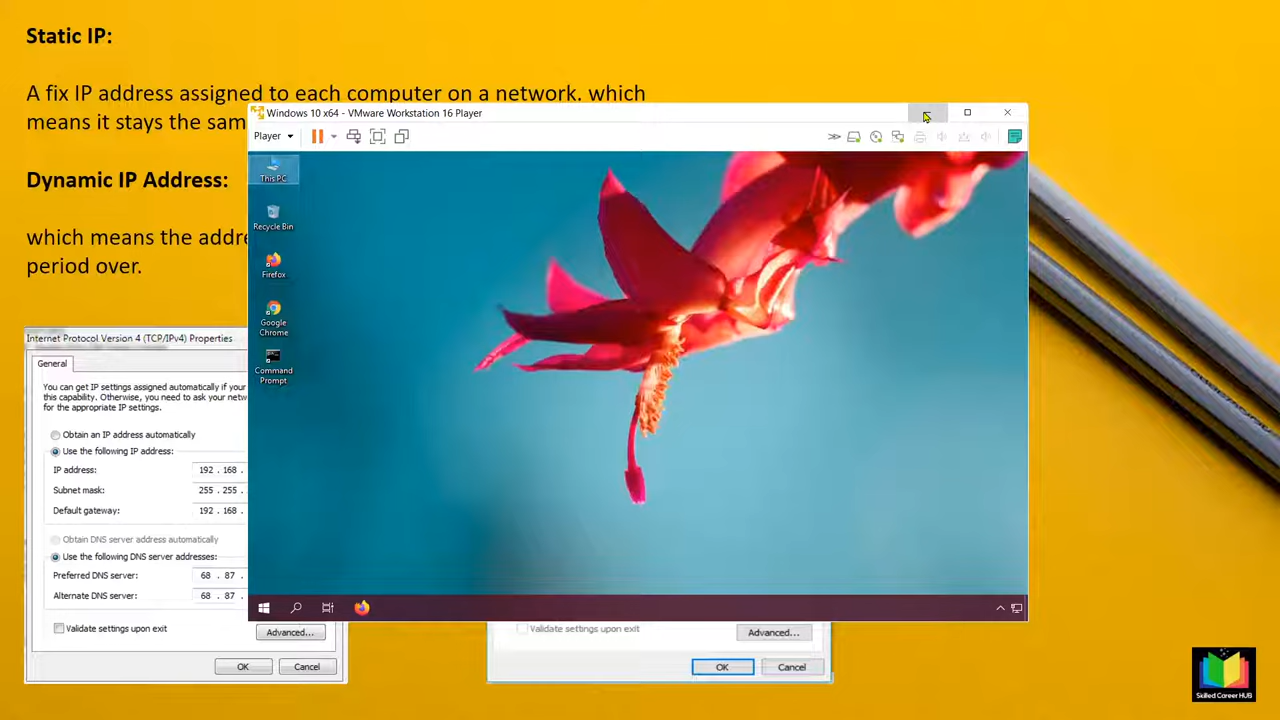 Static IP:
A fix IP address assigned to each computer on a network. which
means it stays the sam
Dynamic IP Address:
which means the addre
period over.
Windows 10 x64 - VMware Workstation 16 Player
Player
This PC
Recycle Bin
Firefox
Google
Chrome
Command
Prompt
Internet Protocol Version 4 (TCP/IPv4) Properties
General
You can get IP settings assigned automatically if your
this capability. Otherwise, you need to ask your netw
for the appropriate IP settings.
Obtain an IP address automatically
Use the following IP address:
IP address: 192 . 168 .
Subnet mask: 255 . 255 .
Default gateway: 192 . 168 .
Obtain DNS server address automatically
Use the following DNS server addresses:
Preferred DNS server: 68 . 87 .
Alternate DNS server: 68 . 87 .
Validate settings upon exit
Advanced...
OK
Cancel
Validate settings upon exit
Advanced...
OK
Cancel
Skilled Career HUB